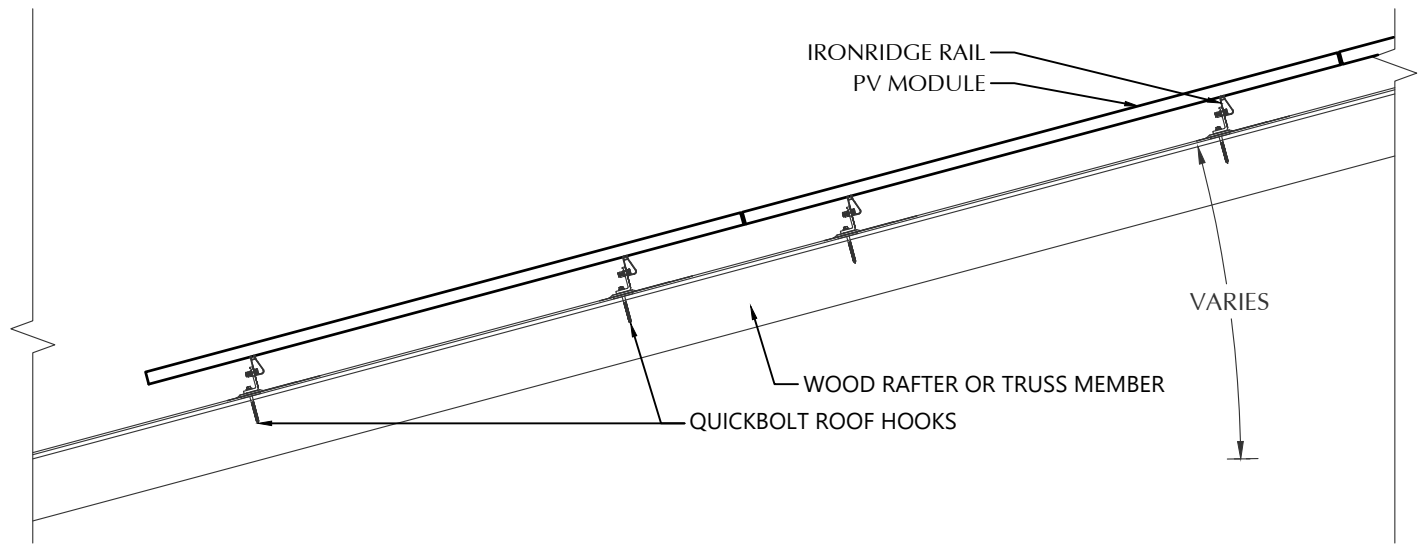 IRONRIDGE RAIL
PV MODULE
VARIES
WOOD RAFTER OR TRUSS MEMBER
QUICKBOLT ROOF HOOKS